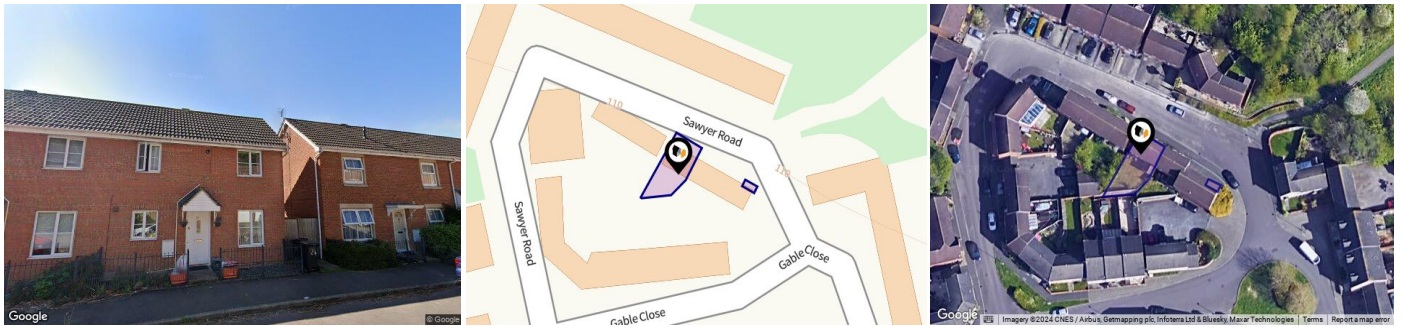 Google
© Google
110
Sawyer Road
110
Sawyer Road
Gable Close
Gable Close
Google
Imagery ©2024 CNES / Airbus, Getmapping plc, Infoterra Ltd & Bluesky, Maxar Technologies
Terms
Report a map error